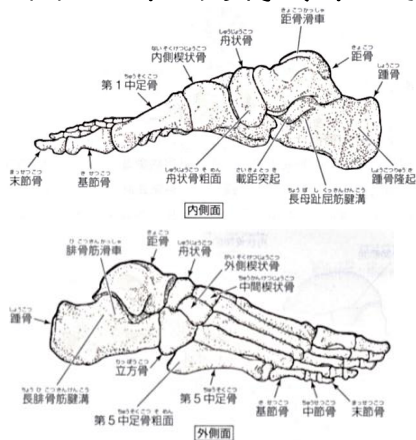 きょこつかっしゃ
距骨滑車
しゅうじょうこつ
舟状骨
ないそくけつじょうこつ
内側楔状骨
きょこつ
距骨
しょうこつ
踵骨
だい1ちゅうそくこつ
第1中足骨
まっせつこつ
末節骨
きせつこつ
基節骨
しゅうじょうこつそめん
舟状骨粗面
さいきょとっき
載距突起
ちょうぼしくっきんけんこう
長母趾屈筋腱溝
しょうこつりゅうき
踵骨隆起
内側面
ひこつきんかっしゃ
腓骨筋滑車
きょこつ
距骨
しゅうじょうこつ
舟状骨
がいそくけつじょうこつ
外側楔状骨
ちゅうかんけつじょうこつ
中間楔状骨
しょうこつ
踵骨
りっぽうこつ
立方骨
ちょうひこつきんけんこう
長腓骨筋腱溝
だい5ちゅうそくこつそめん
第5中足骨粗面
だい5ちゅうそくこつ
第5中足骨
きせつこつ
基節骨
ちゅうせつこつ
中節骨
まっせつこつ
末節骨
外側面